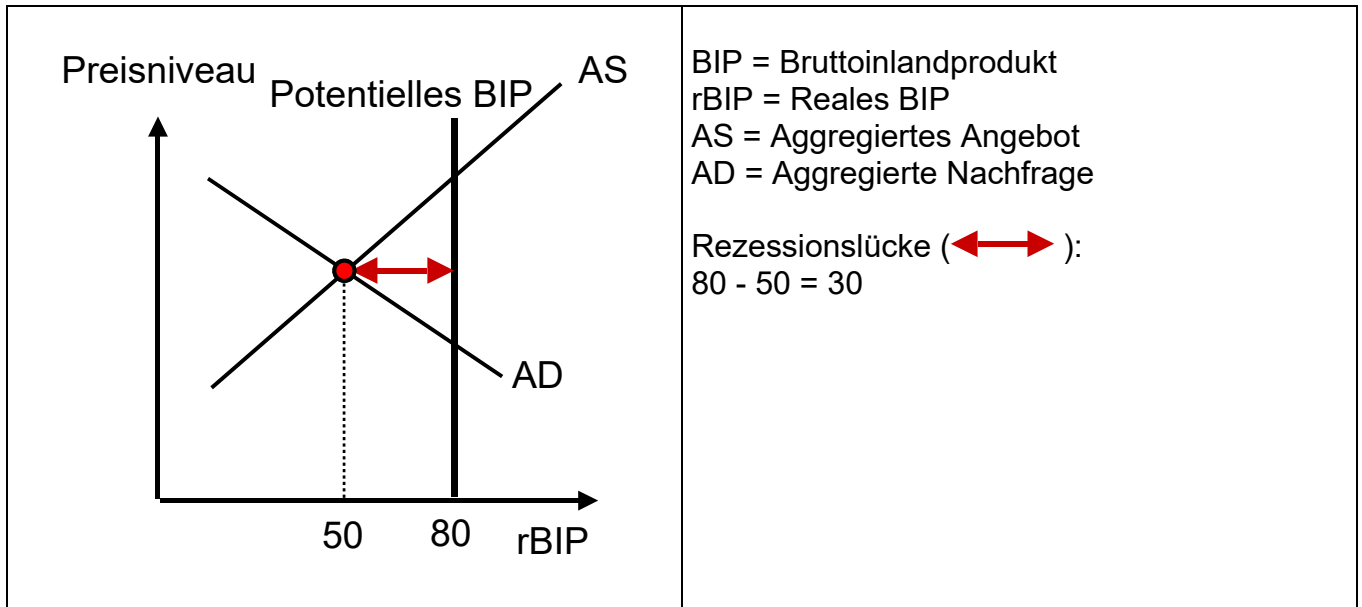 Preisniveau
Potentielles BIP
AS
AD
50
80
rBIP
BIP = Bruttoinlandprodukt
rBIP = Reales BIP
AS = Aggregiertes Angebot
AD = Aggregierte Nachfrage
Rezessionslücke ( ):
80 - 50 = 30